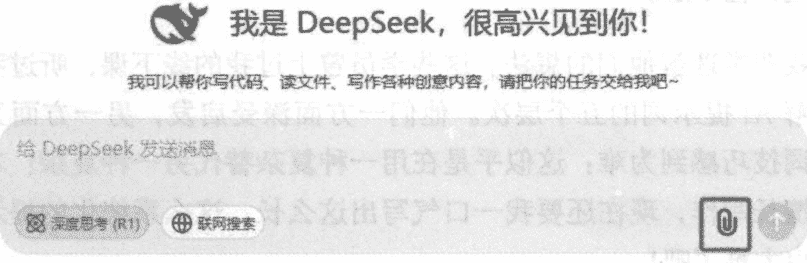 我是 DeepSeek，很高兴见到你！
我可以帮你写代码、读文件、写作各种创意内容，请把你的任务交给我吧~
给 DeepSeek 发送消息
深度思考 (R1) 联网搜索